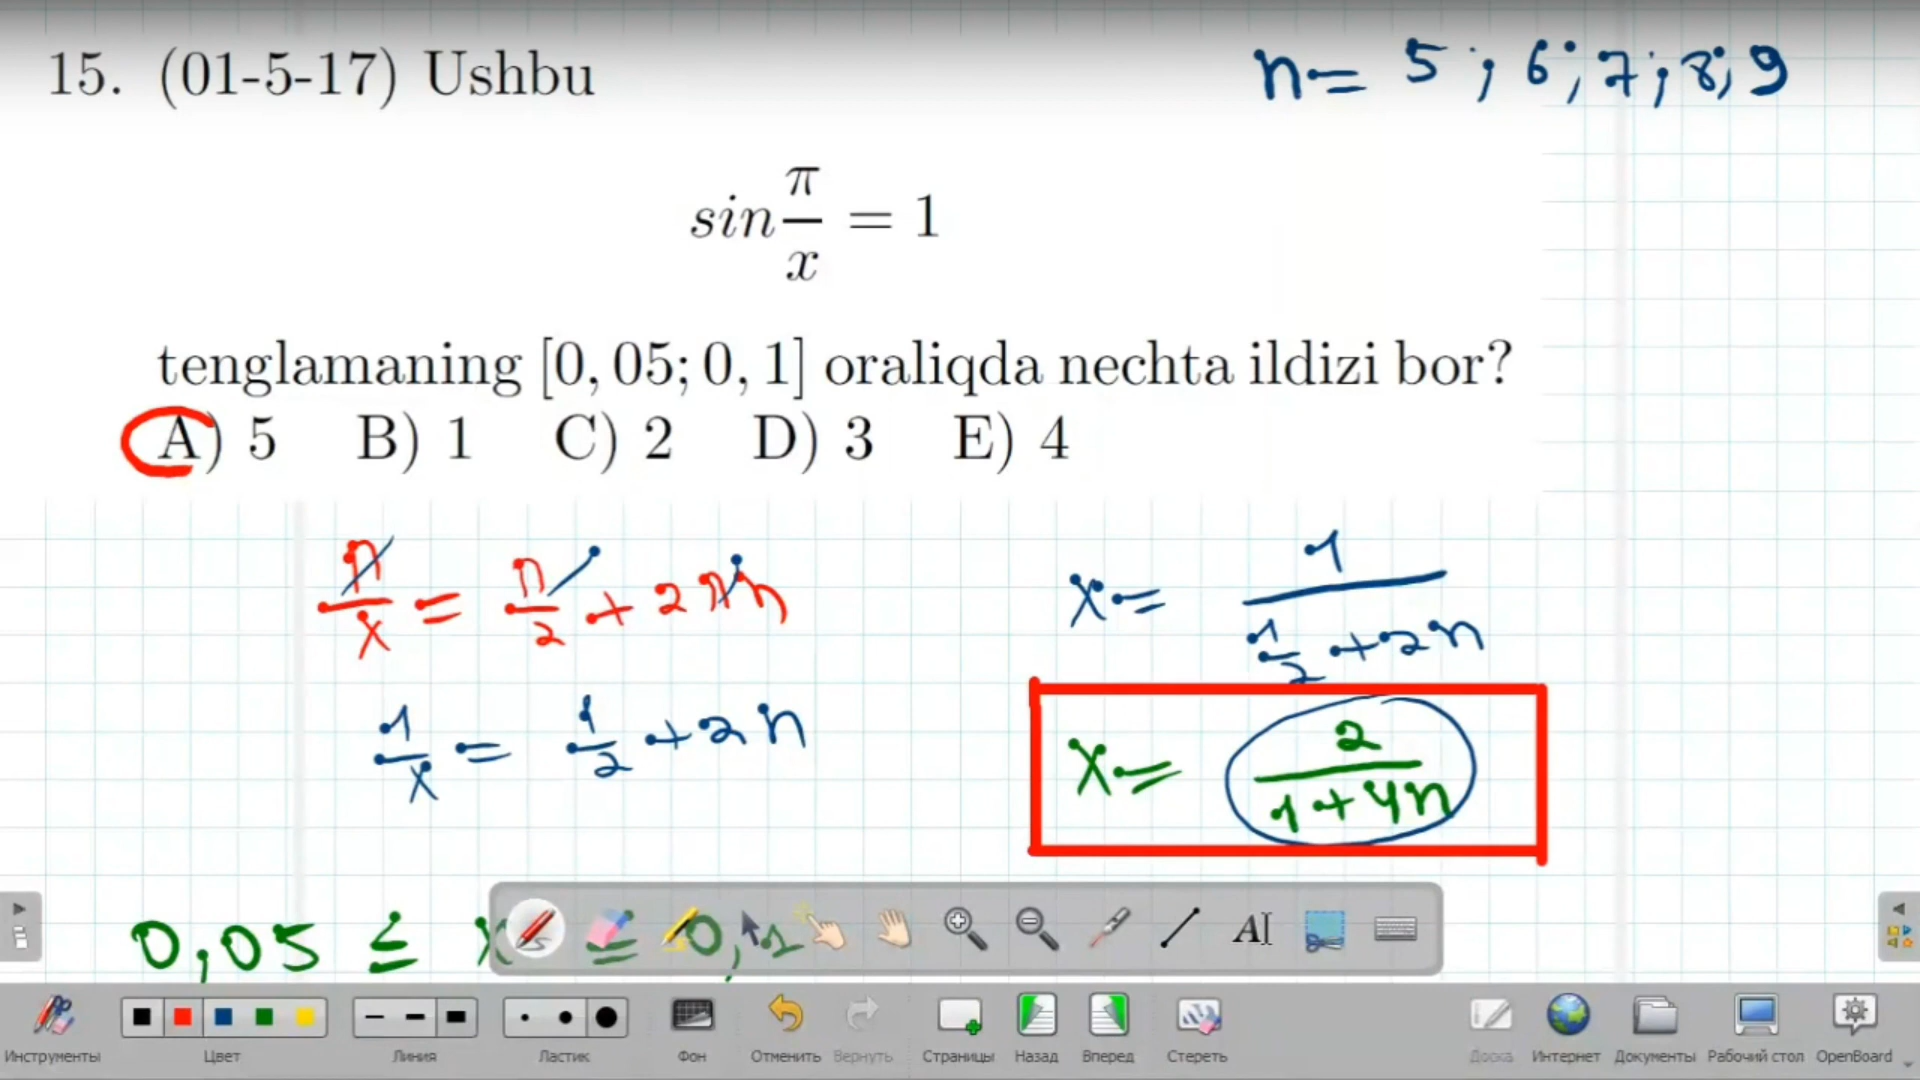 15. (01-5-17) Ushbu
n = 5 ; 6 ; 7 ; 8 ; 9
sin π/x = 1
tenglamaning [0, 05; 0, 1] oraliqda nechta ildizi bor?
A) 5 B) 1 C) 2 D) 3 E) 4
π/x = π/2 + 2πn
x = 1/(1/2 + 2n)
1/x = 1/2 + 2n
x = 2/(1+4n)
0,05 ≤ x ≤ 0,1
Инструменты Цвет Линия Ластик Фон Отменить Вернуть Страницы Назад Вперед Стереть Доска Интернет Документы Рабочий стол OpenBoard